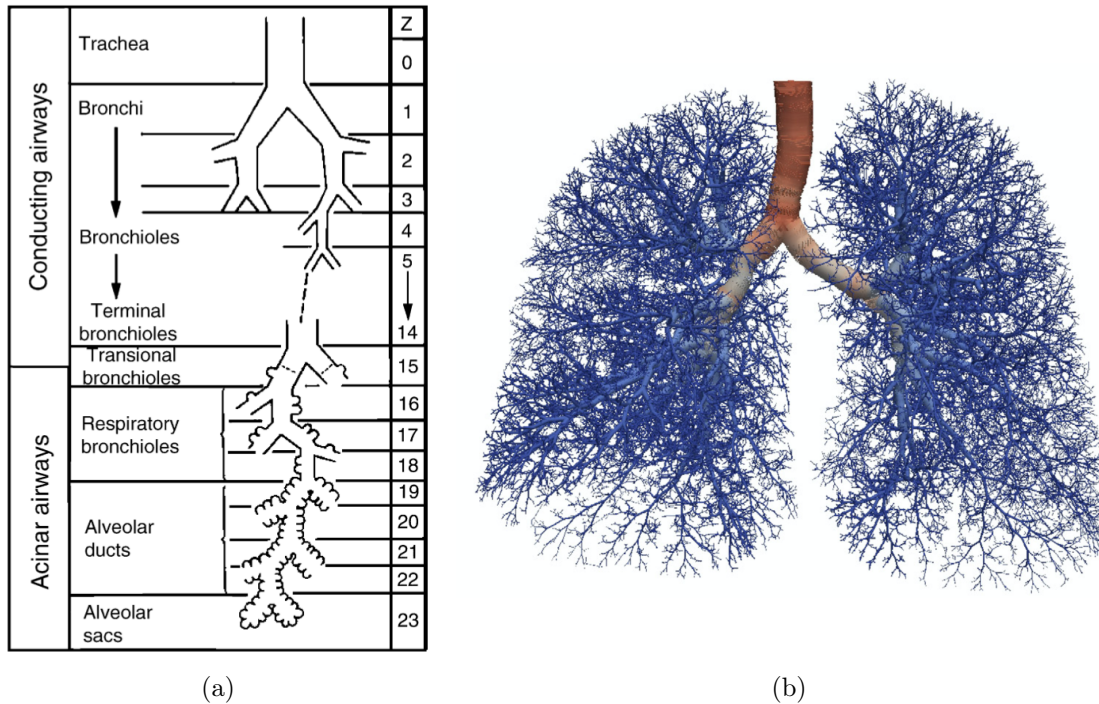 Conducting airways
Acinar airways
Trachea
Bronchi
Bronchioles
Terminal
bronchioles
Transional
bronchioles
Respiratory
bronchioles
Alveolar
ducts
Alveolar
sacs
Z
0
1
2
3
4
5
14
15
16
17
18
19
20
21
22
23
(a)
(b)